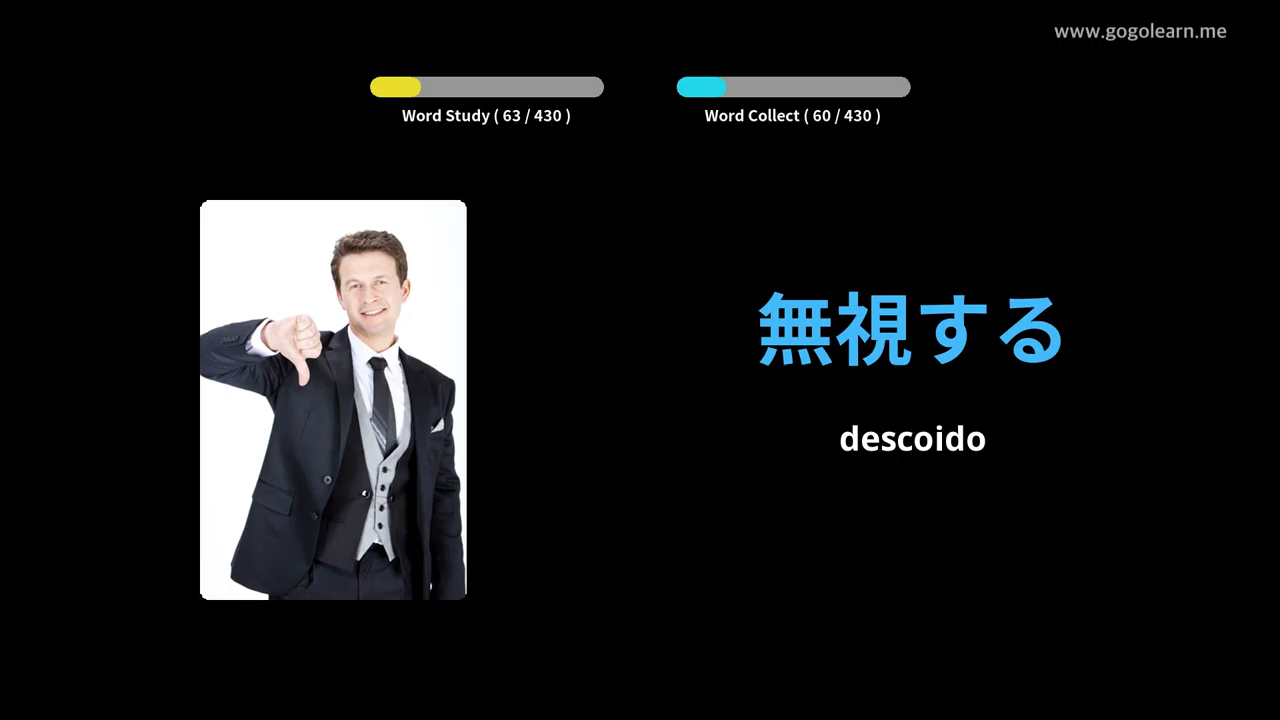 www.gogolearn.me
Word Study ( 63 / 430 )
Word Collect ( 60 / 430 )
無視する
descoido